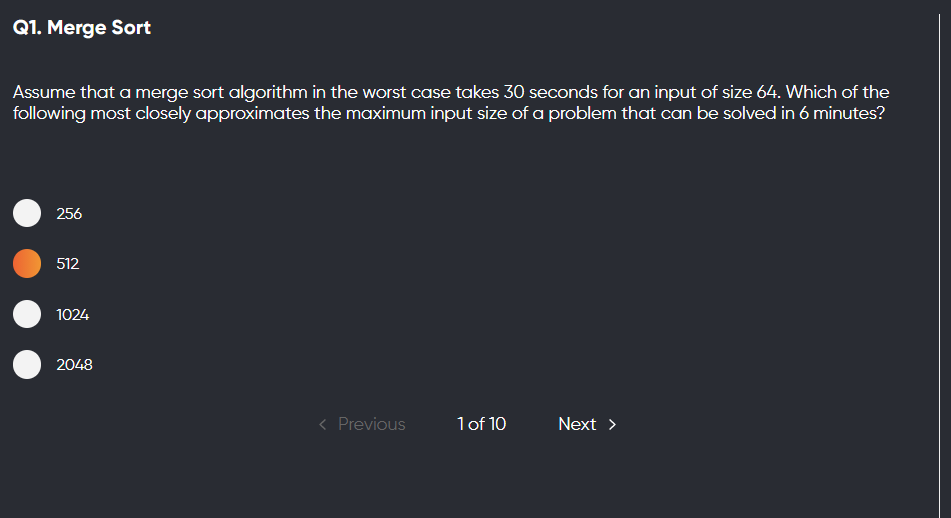 Q1. Merge Sort
Assume that a merge sort algorithm in the worst case takes 30 seconds for an input of size 64. Which of the
following most closely approximates the maximum input size of a problem that can be solved in 6 minutes?
256
512
1024
2048
< Previous 1 of 10 Next >